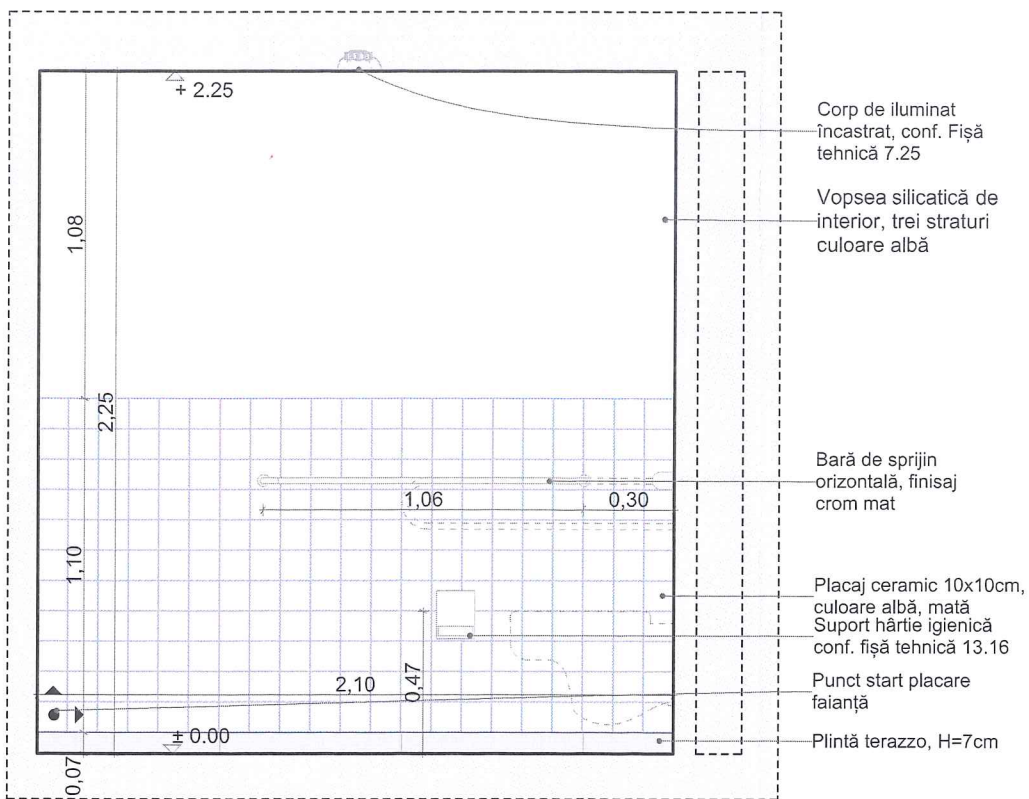 + 2.25
Corp de iluminat
încastrat, conf. Fișă
tehnică 7.25
Vopsea silicatică de
interior, trei straturi
culoare albă
1,08
2,25
Bară de sprijin
orizontală, finisaj
crom mat
1,06
0,30
1,10
Placaj ceramic 10x10cm,
culoare albă, mată
Suport hârtie igienică
conf. fișă tehnică 13.16
Punct start placare
faianță
2,10
0,47
± 0.00
Plintă terazzo, H=7cm
0,07